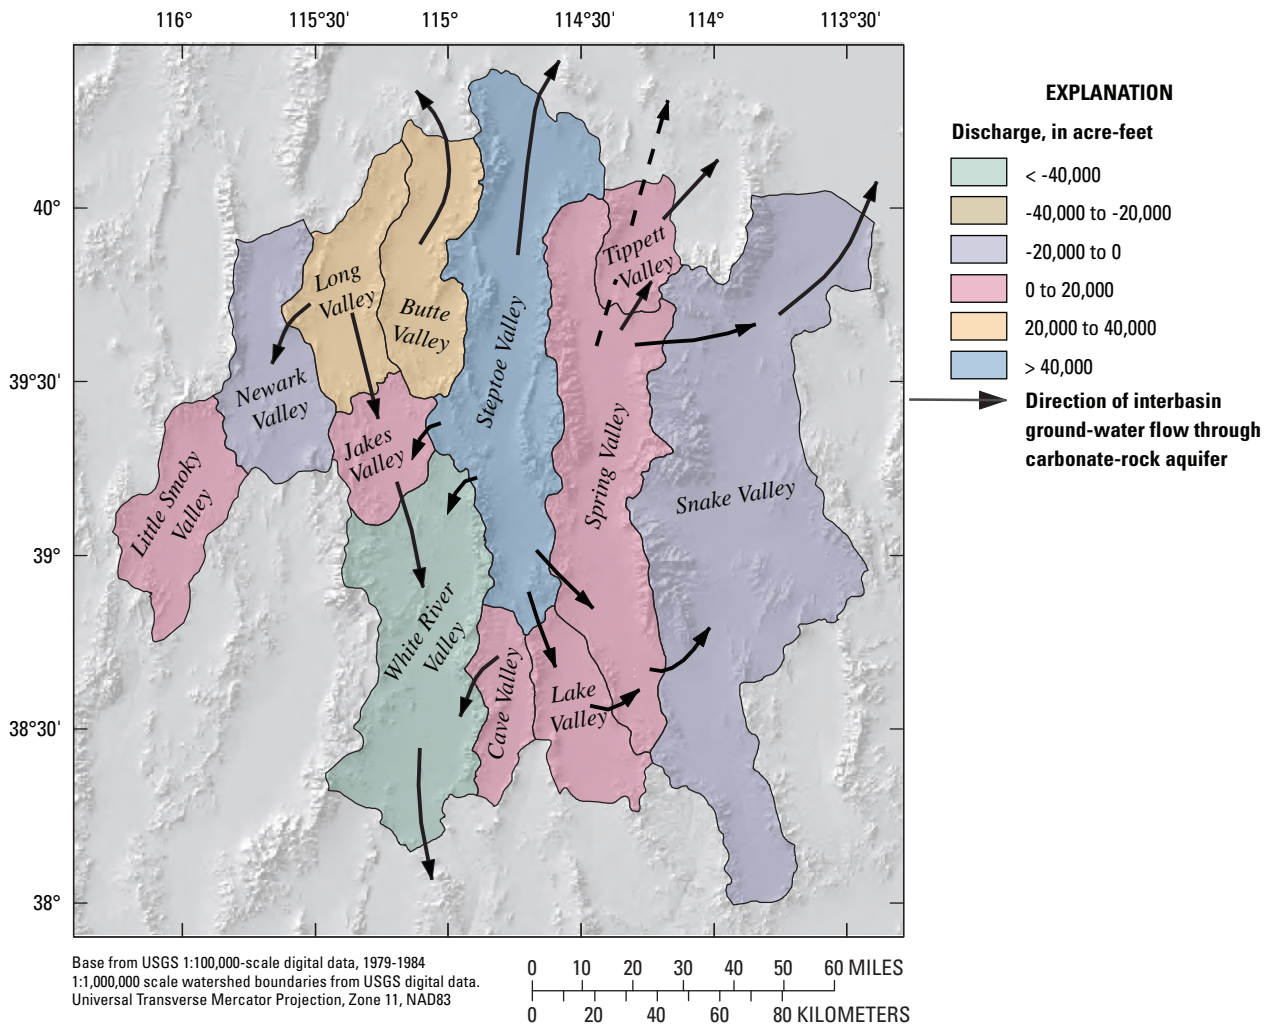 116°
115°30'
115°
114°30'
114°
113°30'
40°
39°30'
39°
38°30'
38°
Long
Valley
Butte
Valley
Steptoe Valley
Tippett
Valley
Newark
Valley
Jakes
Valley
Little Smoky
Valley
Spring Valley
Snake Valley
White River
Valley
Cave Valley
Lake
Valley
EXPLANATION
Discharge, in acre-feet
< -40,000
-40,000 to -20,000
-20,000 to 0
0 to 20,000
20,000 to 40,000
> 40,000
Direction of interbasin
ground-water flow through
carbonate-rock aquifer
Base from USGS 1:100,000-scale digital data, 1979-1984
1:1,000,000 scale watershed boundaries from USGS digital data.
Universal Transverse Mercator Projection, Zone 11, NAD83
0 10 20 30 40 50 60 MILES
0 20 40 60 80 KILOMETERS